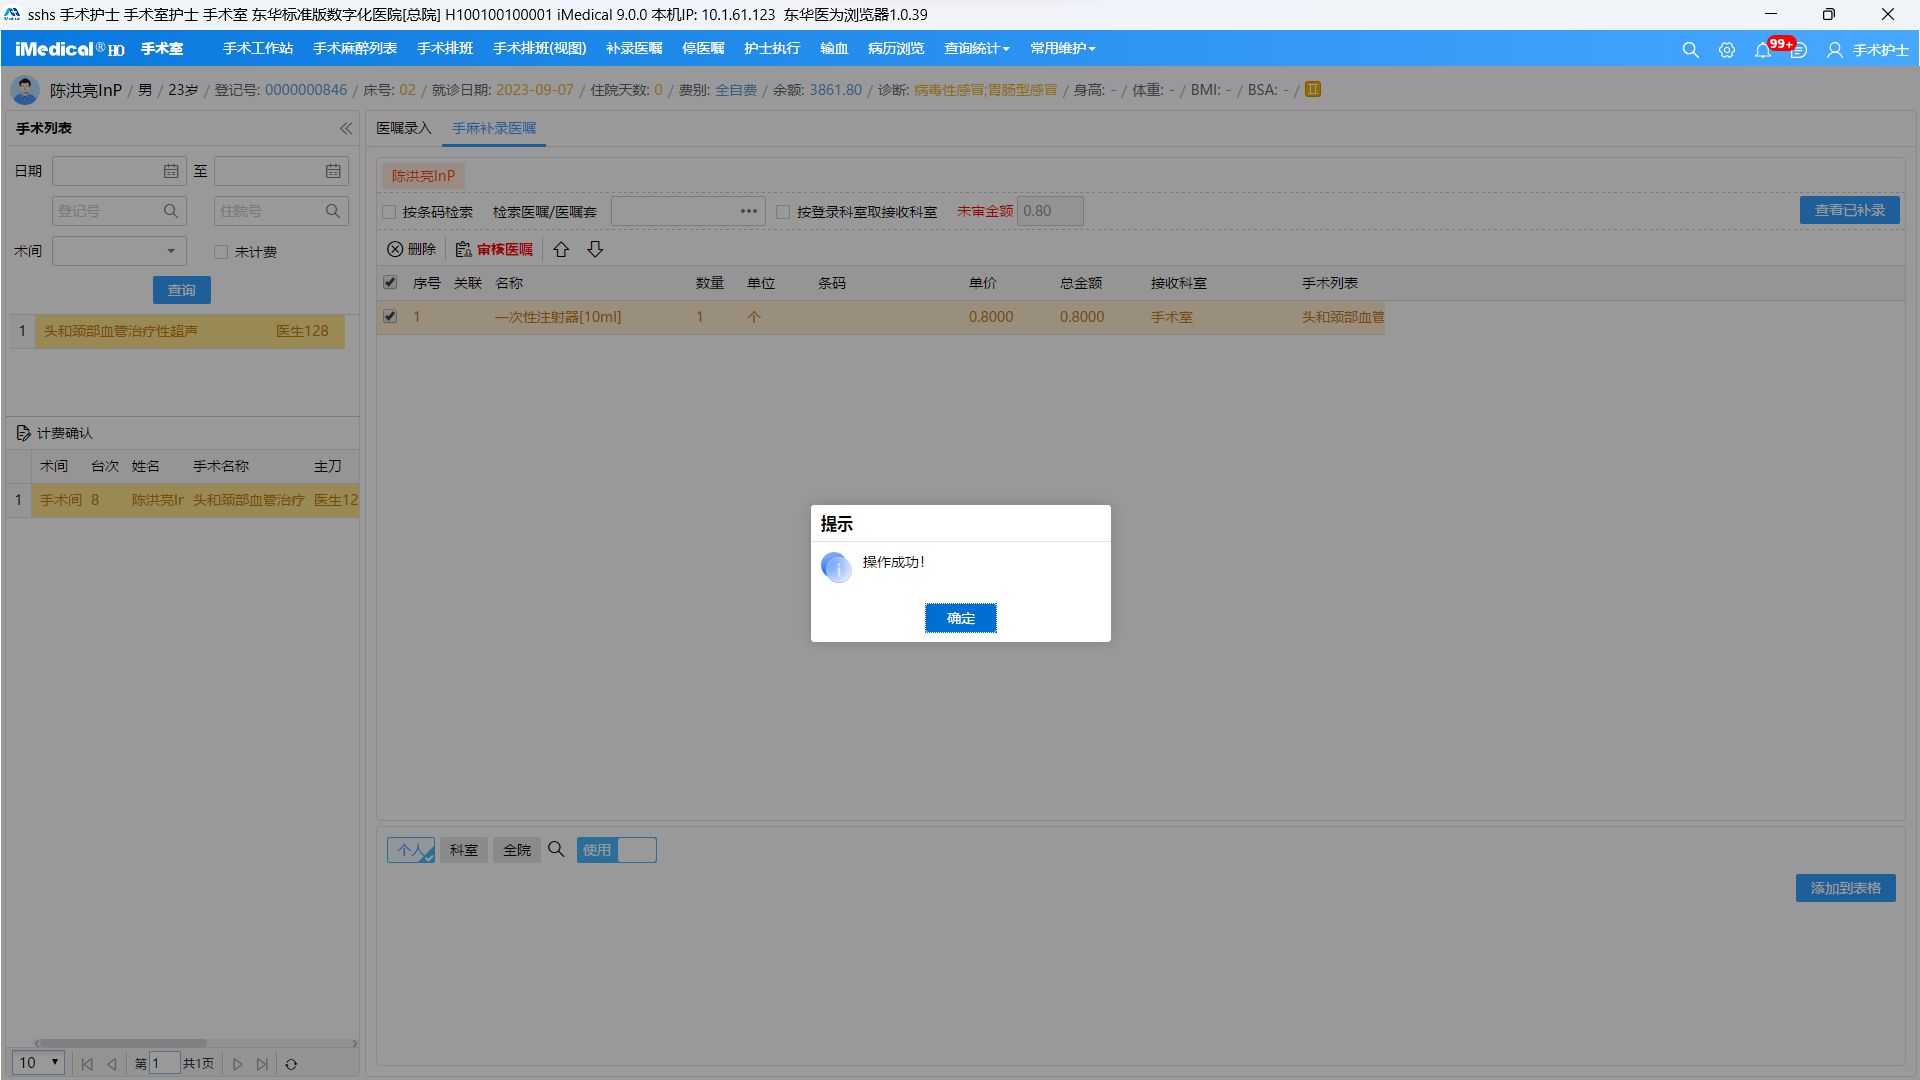 sshs 手术护士 手术室护士 手术室 东华标准版数字化医院[总院] H100100100001 iMedical 9.0.0 本机IP: 10.1.61.123 东华医为浏览器1.0.39
iMedical® HO 手术室 手术工作站 手术麻醉列表 手术排班 手术排班(视图) 补录医嘱 停医嘱 护士执行 输血 病历浏览 查询统计 常用维护 99+ 手术护士
陈洪亮InP / 男 / 23岁 / 登记号: 0000000846 / 床号: 02 / 就诊日期: 2023-09-07 / 住院天数: 0 / 费别: 全自费 / 余额: 3861.80 / 诊断: 病毒性感冒;胃肠型感冒 / 身高: - / 体重: - / BMI: - / BSA: - / II
手术列表
日期 至
登记号 住院号
术间 未计费
查询
1 头和颈部血管治疗性超声 医生128
计费确认
术间 台次 姓名 手术名称 主刀
1 手术间 8 陈洪亮Ir 头和颈部血管治疗 医生12
10 第 1 共1页
医嘱录入 手麻补录医嘱
陈洪亮InP
按条码检索 检索医嘱/医嘱套 按登录科室取接收科室 未审金额 0.80 查看已补录
删除 审核医嘱
序号 关联 名称 数量 单位 条码 单价 总金额 接收科室 手术列表
1 一次性注射器[10ml] 1 个 0.8000 0.8000 手术室 头和颈部血管
提示
操作成功！
确定
个人 科室 全院 使用
添加到表格